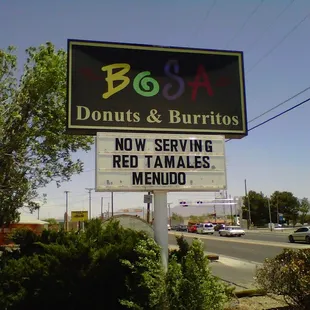 BoSA
Donuts & Burritos
NOW SERVING
RED TAMALES
MENUDO